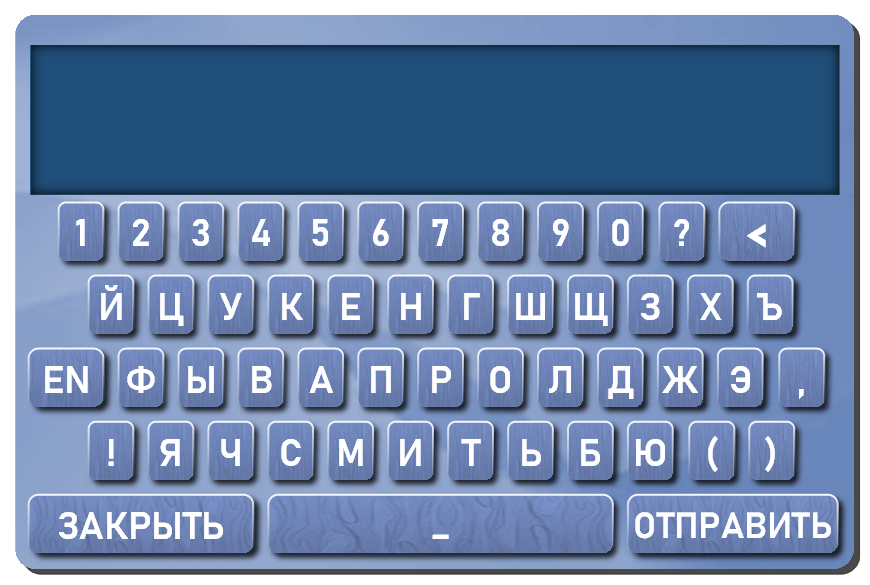 1 2 3 4 5 6 7 8 9 0 ? <
Й Ц У К Е Н Г Ш Щ З Х Ъ
EN Ф Ы В А П Р О Л Д Ж Э ,
! Я Ч С М И Т Ь Б Ю ( )
ЗАКРЫТЬ _ ОТПРАВИТЬ